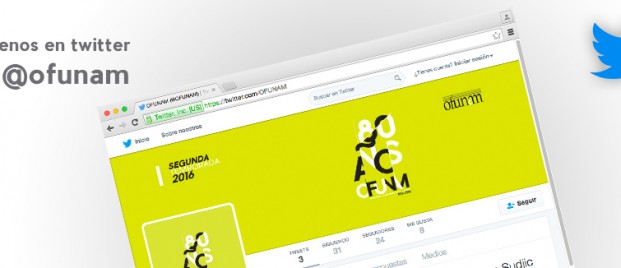 enos en twitter
@ofunam
OFUNAM (@OFUNAM) | Tw
Twitter, Inc. [US] https://twitter.com/OFUNAM
Inicio Sobre nosotros
Buscar en Twitter
¿Tienes cuenta? Iniciar sesión
SEGUNDA
TEMPORADA
2016
80
AÑOS
OFUNAM
ofunam
TWEETS
3
SIGUIENDO
31
SEGUIDORES
24
ME GUSTA
9
Seguir
Medios
Sudjic